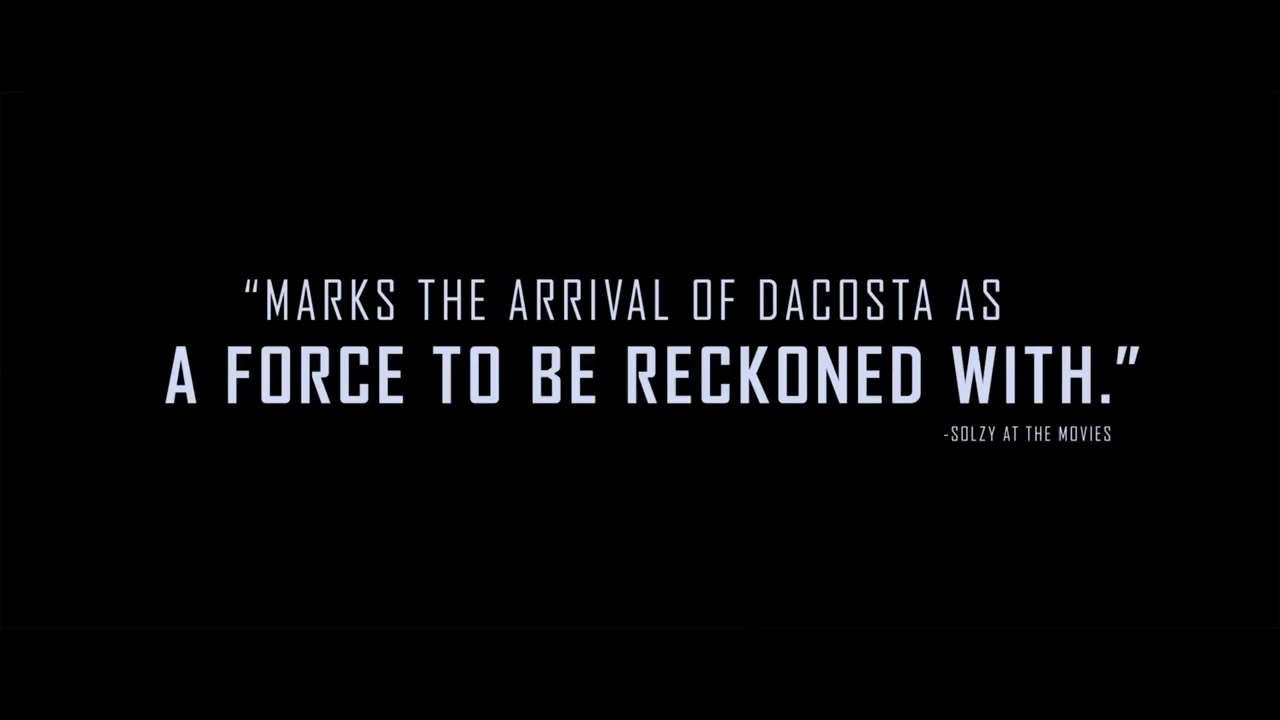 “MARKS THE ARRIVAL OF DACOSTA AS
A FORCE TO BE RECKONED WITH.”
-SOLZY AT THE MOVIES